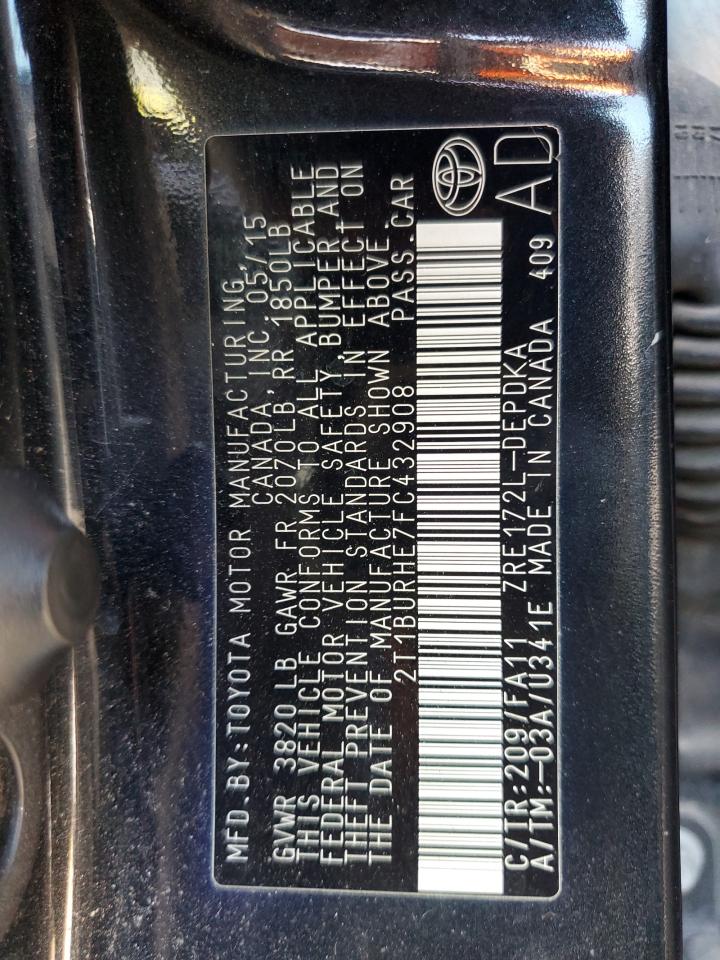 MFD.BY:TOYOTA MOTOR MANUFACTURING,
CANADA, INC. 05/15
GVWR 3820 LB GAWR FR 2070 LB, RR 1850LB
THIS VEHICLE CONFORMS TO ALL APPLICABLE
FEDERAL MOTOR VEHICLE SAFETY, BUMPER, AND
THEFT PREVENTION STANDARDS IN EFFECT ON
THE DATE OF MANUFACTURE SHOWN ABOVE.
2T1BURHE7FC432908 PASS.CAR
C/TR:209/FA11 ZRE172L-DEPDKA
A/TM:-03A/U341E MADE IN CANADA 409
AD